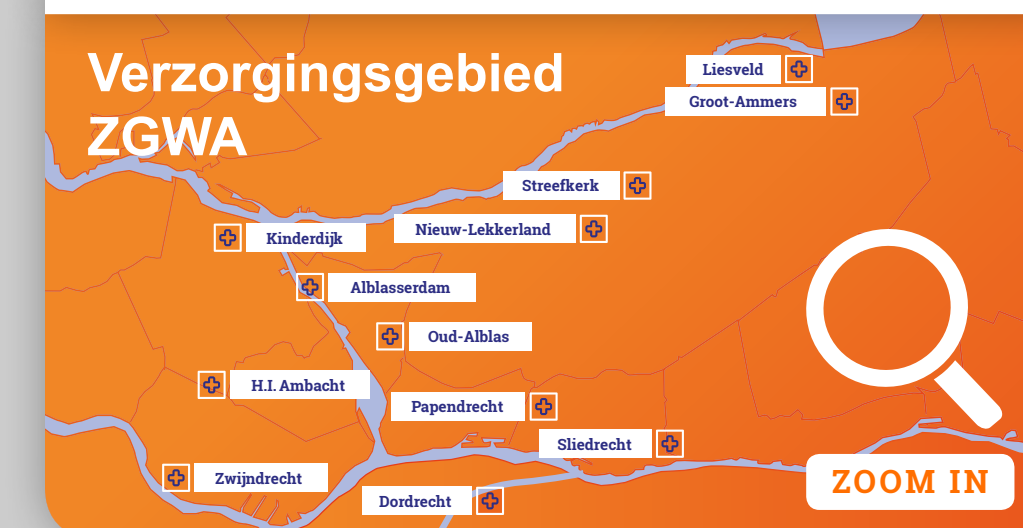 Verzorgingsgebied
ZGWA
Liesveld
Groot-Ammers
Streefkerk
Nieuw-Lekkerland
Kinderdijk
Alblasserdam
Oud-Alblas
H.I. Ambacht
Papendrecht
Sliedrecht
Zwijndrecht
Dordrecht
ZOOM IN